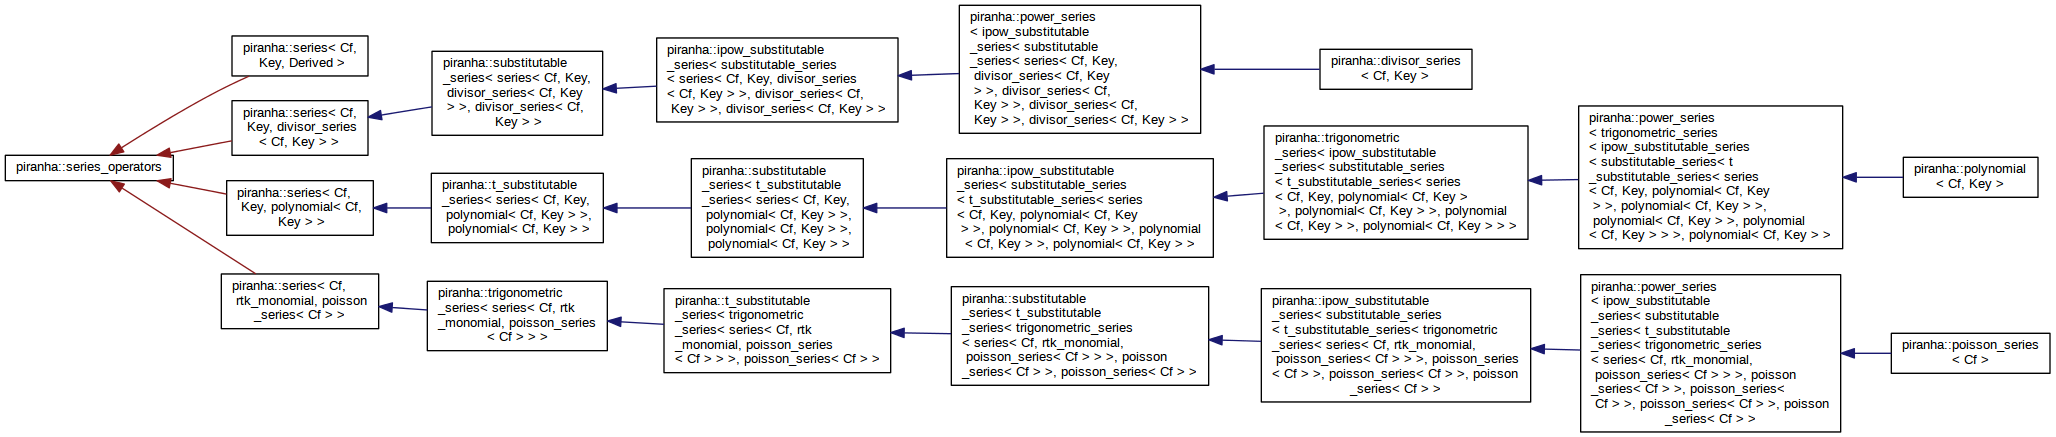 piranha::series_operators
piranha::series< Cf,
Key, Derived >
piranha::series< Cf,
Key, divisor_series
< Cf, Key > >
piranha::series< Cf,
Key, polynomial< Cf,
Key > >
piranha::series< Cf,
rtk_monomial, poisson
_series< Cf > >
piranha::substitutable
_series< series< Cf, Key,
divisor_series< Cf, Key
> >, divisor_series< Cf,
Key > >
piranha::ipow_substitutable
_series< substitutable_series
< series< Cf, Key, divisor_series
< Cf, Key > >, divisor_series< Cf,
Key > >, divisor_series< Cf, Key > >
piranha::power_series
< ipow_substitutable
_series< substitutable
_series< series< Cf, Key,
divisor_series< Cf, Key
> >, divisor_series< Cf,
Key > >, divisor_series< Cf,
Key > >, divisor_series< Cf, Key > >
piranha::divisor_series
< Cf, Key >
piranha::t_substitutable
_series< series< Cf, Key,
polynomial< Cf, Key > >,
polynomial< Cf, Key > >
piranha::substitutable
_series< t_substitutable
_series< series< Cf, Key,
polynomial< Cf, Key > >,
polynomial< Cf, Key > >,
polynomial< Cf, Key > >
piranha::ipow_substitutable
_series< substitutable_series
< t_substitutable_series< series
< Cf, Key, polynomial< Cf, Key
> >, polynomial< Cf, Key > >, polynomial
< Cf, Key > >, polynomial< Cf, Key > >
piranha::trigonometric
_series< ipow_substitutable
_series< substitutable_series
< t_substitutable_series< series
< Cf, Key, polynomial< Cf, Key >
>, polynomial< Cf, Key > >, polynomial
< Cf, Key > >, polynomial< Cf, Key > > >
piranha::power_series
< trigonometric_series
< ipow_substitutable_series
< substitutable_series< t
_substitutable_series< series
< Cf, Key, polynomial< Cf, Key
> >, polynomial< Cf, Key > >,
polynomial< Cf, Key > >, polynomial
< Cf, Key > > >, polynomial< Cf, Key > >
piranha::polynomial
< Cf, Key >
piranha::trigonometric
_series< series< Cf, rtk
_monomial, poisson_series
< Cf > > >
piranha::t_substitutable
_series< trigonometric
_series< series< Cf, rtk
_monomial, poisson_series
< Cf > > >, poisson_series< Cf > >
piranha::substitutable
_series< t_substitutable
_series< trigonometric_series
< series< Cf, rtk_monomial,
poisson_series< Cf > > >, poisson
_series< Cf > >, poisson_series< Cf > >
piranha::ipow_substitutable
_series< substitutable_series
< t_substitutable_series< trigonometric
_series< series< Cf, rtk_monomial,
poisson_series< Cf > > >, poisson_series
< Cf > >, poisson_series< Cf > >, poisson
_series< Cf > >
piranha::power_series
< ipow_substitutable
_series< substitutable
_series< t_substitutable
_series< trigonometric_series
< series< Cf, rtk_monomial,
poisson_series< Cf > > >, poisson
_series< Cf > >, poisson_series<
Cf > >, poisson_series< Cf > >, poisson
_series< Cf > >
piranha::poisson_series
< Cf >